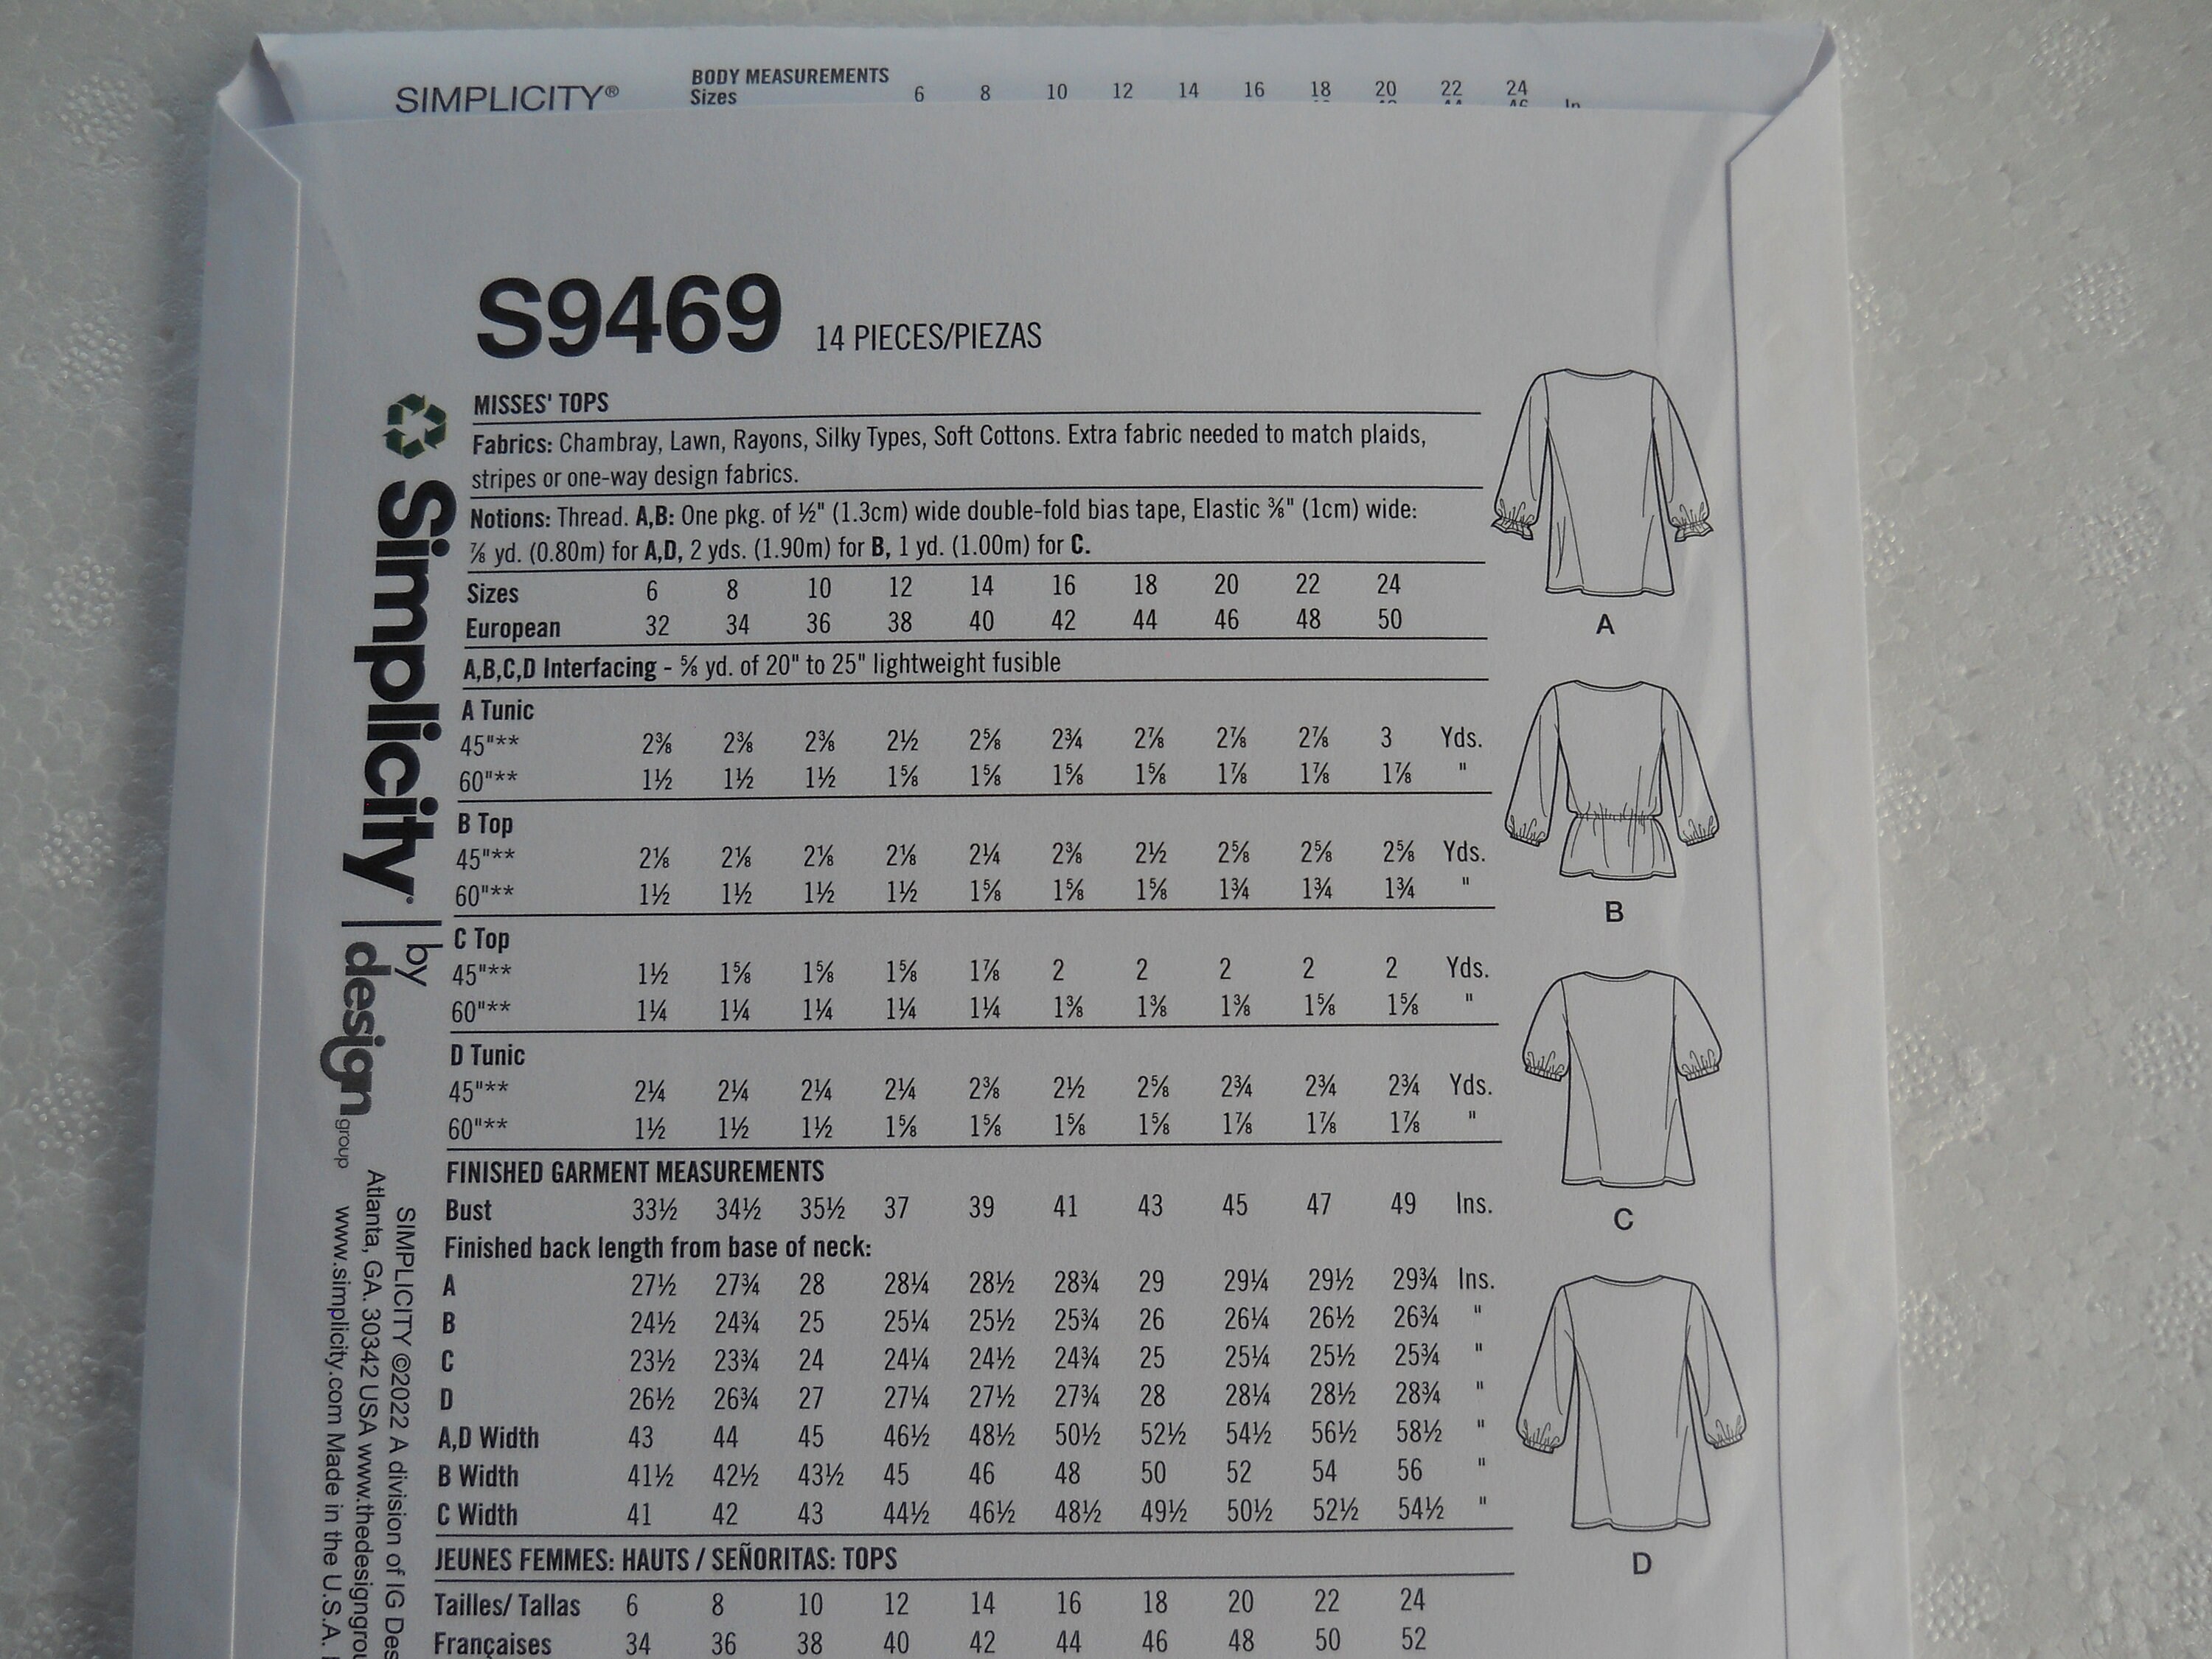 SIMPLICITY®
BODY MEASUREMENTS
Sizes 6 8 10 12 14 16 18 20 22 24
S9469 14 PIECES/PIEZAS
MISSES' TOPS
Fabrics: Chambray, Lawn, Rayons, Silky Types, Soft Cottons. Extra fabric needed to match plaids,
stripes or one-way design fabrics.
Notions: Thread. A,B: One pkg. of ½" (1.3cm) wide double-fold bias tape, Elastic ⅜" (1cm) wide:
⅞ yd. (0.80m) for A,D, 2 yds. (1.90m) for B, 1 yd. (1.00m) for C.
Sizes 6 8 10 12 14 16 18 20 22 24
European 32 34 36 38 40 42 44 46 48 50
A,B,C,D Interfacing - ⅝ yd. of 20" to 25" lightweight fusible
A Tunic
45"** 2⅜ 2⅜ 2⅜ 2½ 2⅝ 2¾ 2⅞ 2⅞ 2⅞ 3 Yds.
60"** 1½ 1½ 1½ 1⅝ 1⅝ 1⅝ 1⅝ 1⅞ 1⅞ 1⅞ "
B Top
45"** 2⅛ 2⅛ 2⅛ 2⅛ 2¼ 2⅜ 2½ 2⅝ 2⅝ 2⅝ Yds.
60"** 1½ 1½ 1½ 1½ 1⅝ 1⅝ 1⅝ 1¾ 1¾ 1¾ "
C Top
45"** 1½ 1⅝ 1⅝ 1⅝ 1⅞ 2 2 2 2 2 Yds.
60"** 1¼ 1¼ 1¼ 1¼ 1¼ 1⅜ 1⅜ 1⅜ 1⅝ 1⅝ "
D Tunic
45"** 2¼ 2¼ 2¼ 2¼ 2⅜ 2½ 2⅝ 2¾ 2¾ 2¾ Yds.
60"** 1½ 1½ 1½ 1⅝ 1⅝ 1⅝ 1⅝ 1⅞ 1⅞ 1⅞ "
FINISHED GARMENT MEASUREMENTS
Bust 33½ 34½ 35½ 37 39 41 43 45 47 49 Ins.
Finished back length from base of neck:
A 27½ 27¾ 28 28¼ 28½ 28¾ 29 29¼ 29½ 29¾ Ins.
B 24½ 24¾ 25 25¼ 25½ 25¾ 26 26¼ 26½ 26¾ "
C 23½ 23¾ 24 24¼ 24½ 24¾ 25 25¼ 25½ 25¾ "
D 26½ 26¾ 27 27¼ 27½ 27¾ 28 28¼ 28½ 28¾ "
A,D Width 43 44 45 46½ 48½ 50½ 52½ 54½ 56½ 58½ "
B Width 41½ 42½ 43½ 45 46 48 50 52 54 56 "
C Width 41 42 43 44½ 46½ 48½ 49½ 50½ 52½ 54½ "
JEUNES FEMMES: HAUTS / SEÑORITAS: TOPS
Tailles/ Tallas 6 8 10 12 14 16 18 20 22 24
Françaises 34 36 38 40 42 44 46 48 50 52
A
B
C
D
Simplicity® | by
design
group
SIMPLICITY ©2022 A division of IG Des
Atlanta, GA. 30342 USA www.thedesigngrou
www.simplicity.com Made in the U.S.A.